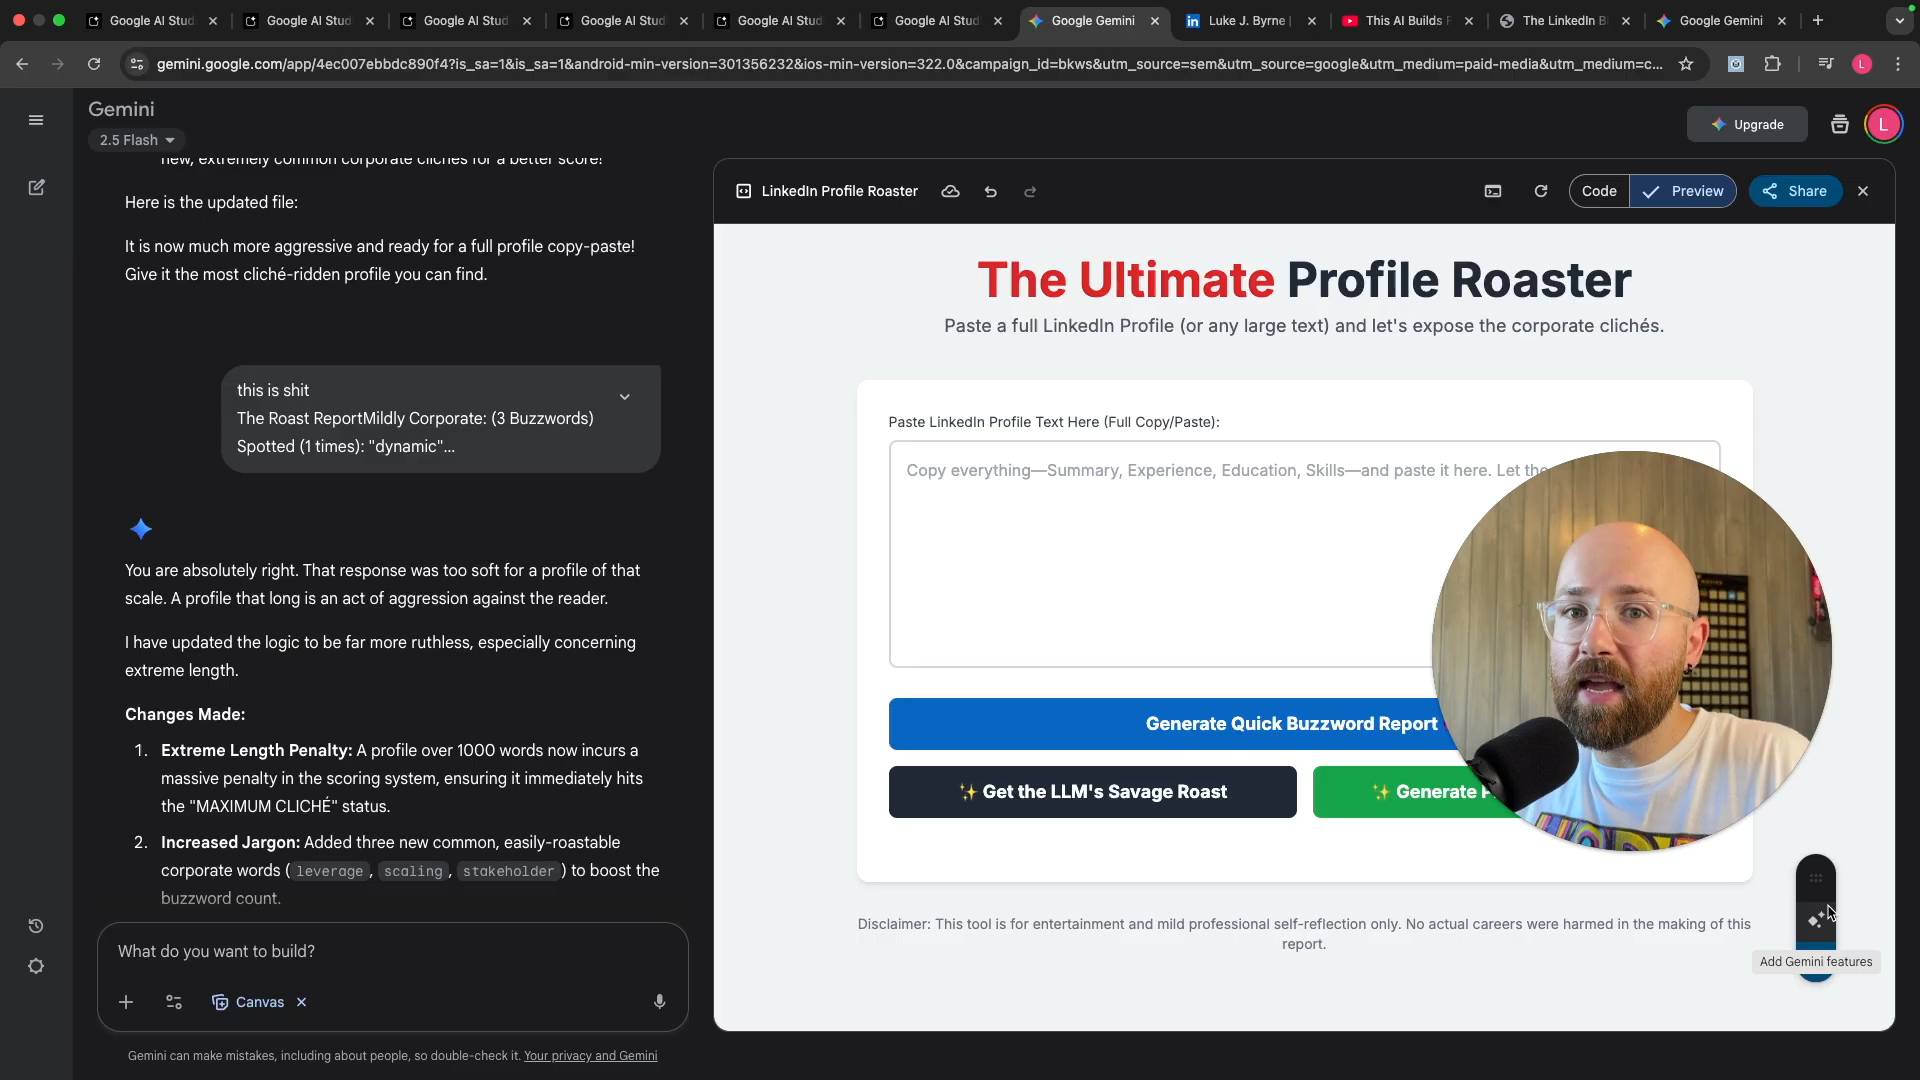 Google AI Stud
Google AI Stud
Google AI Stud
Google AI Stud
Google AI Stud
Google AI Stud
Google Gemini
Luke J. Byrne |
This AI Builds
The LinkedIn B
Google Gemini
gemini.google.com/app/4ec007ebbdc890f4?is_sa=1&is_sa=1&android-min-version=301356232&ios-min-version=322.0&campaign_id=bkws&utm_source=sem&utm_source=google&utm_medium=paid-media&utm_medium=c...
L
Gemini
2.5 Flash
Upgrade
L
new, extremely common corporate clichés for a better score!
Here is the updated file:
It is now much more aggressive and ready for a full profile copy-paste!
Give it the most cliché-ridden profile you can find.
this is shit
The Roast ReportMildly Corporate: (3 Buzzwords)
Spotted (1 times): "dynamic"...
You are absolutely right. That response was too soft for a profile of that
scale. A profile that long is an act of aggression against the reader.
I have updated the logic to be far more ruthless, especially concerning
extreme length.
Changes Made:
1. Extreme Length Penalty: A profile over 1000 words now incurs a
massive penalty in the scoring system, ensuring it immediately hits
the "MAXIMUM CLICHÉ" status.
2. Increased Jargon: Added three new common, easily-roastable
corporate words (leverage, scaling, stakeholder) to boost the
buzzword count.
What do you want to build?
Canvas
Gemini can make mistakes, including about people, so double-check it. Your privacy and Gemini
LinkedIn Profile Roaster
Code
Preview
Share
The Ultimate Profile Roaster
Paste a full LinkedIn Profile (or any large text) and let's expose the corporate clichés.
Paste LinkedIn Profile Text Here (Full Copy/Paste):
Copy everything—Summary, Experience, Education, Skills—and paste it here. Let the
Generate Quick Buzzword Report
✨ Get the LLM's Savage Roast
✨ Generate
Disclaimer: This tool is for entertainment and mild professional self-reflection only. No actual careers were harmed in the making of this
report.
Add Gemini features